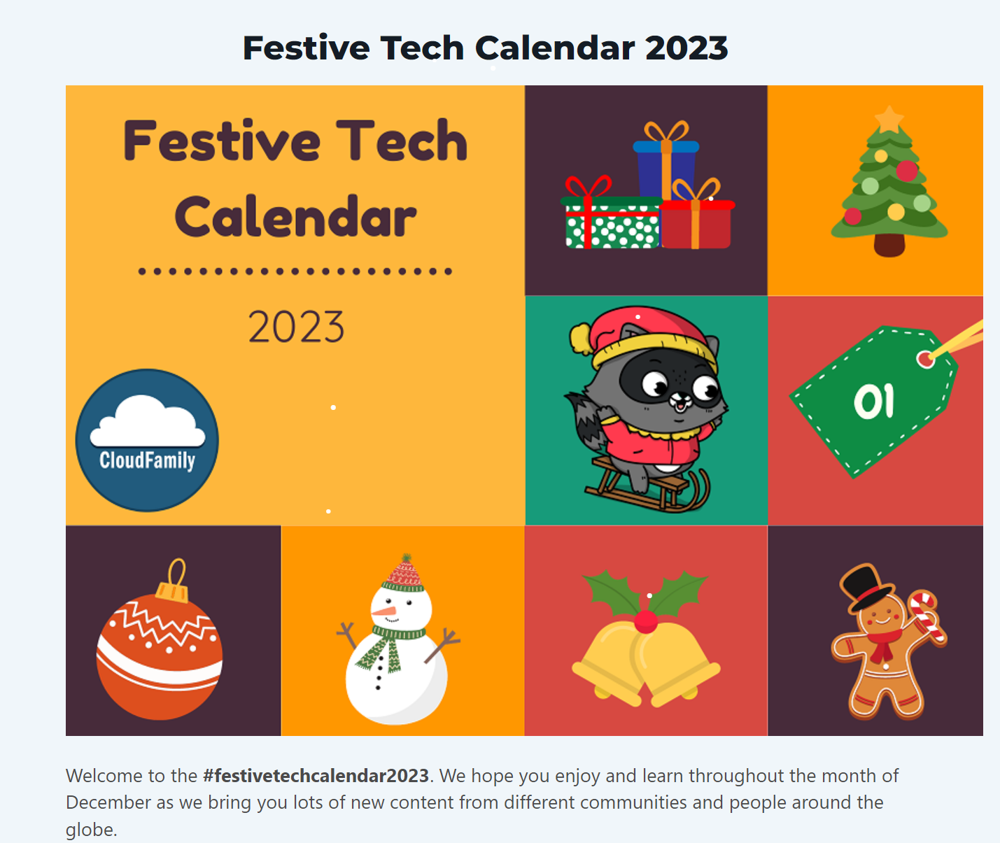 Festive Tech Calendar 2023
Festive Tech
Calendar
2023
CloudFamily
01
Welcome to the #festivetechcalendar2023. We hope you enjoy and learn throughout the month of
December as we bring you lots of new content from different communities and people around the
globe.